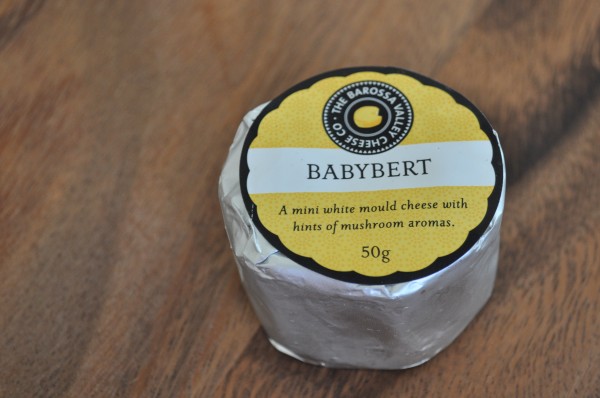 THE BAROSSA VALLEY CHEESE CO.
BABYBERT
A mini white mould cheese with
hints of mushroom aromas.
50g